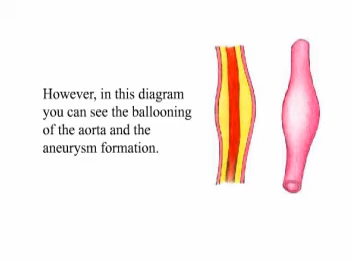 However, in this diagram
you can see the ballooning
of the aorta and the
aneurysm formation.